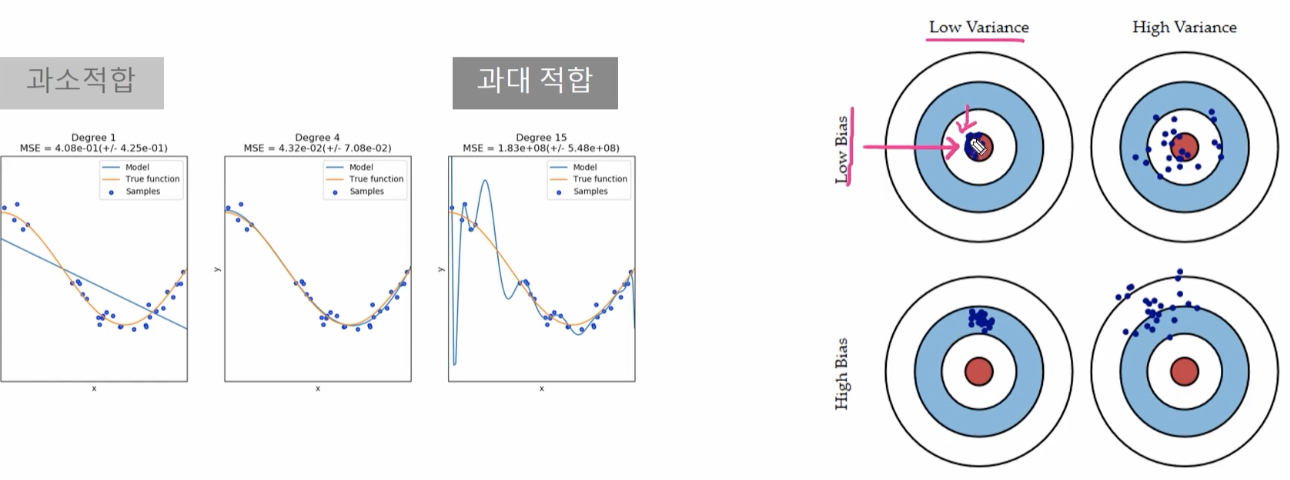 과소적합
과대 적합
Degree 1
MSE = 4.08e-01(+/- 4.25e-01)
Model
True function
Samples
x
Degree 4
MSE = 4.32e-02(+/- 7.08e-02)
Model
True function
Samples
y
x
Degree 15
MSE = 1.83e+08(+/- 5.48e+08)
Model
True function
Samples
y
x
Low Variance
High Variance
Low Bias
High Bias